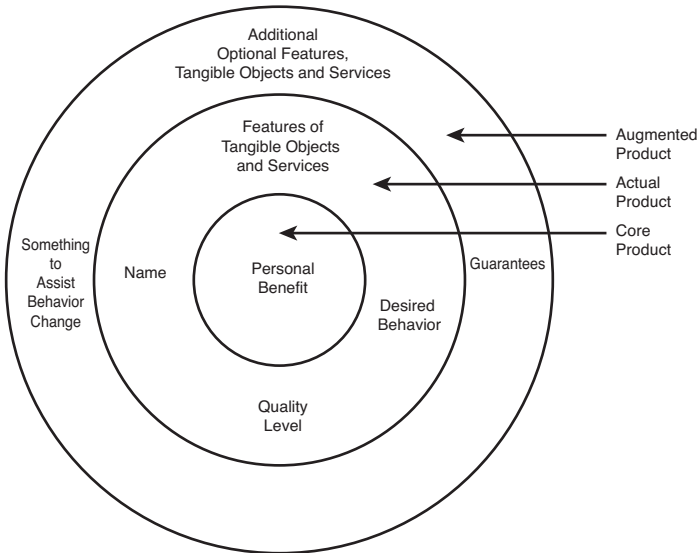 Additional
Optional Features,
Tangible Objects and Services
Features of
Tangible Objects
and Services
Augmented
Product
Actual
Product
Core
Product
Something
to
Assist
Behavior
Change
Name
Personal
Benefit
Desired
Behavior
Guarantees
Quality
Level